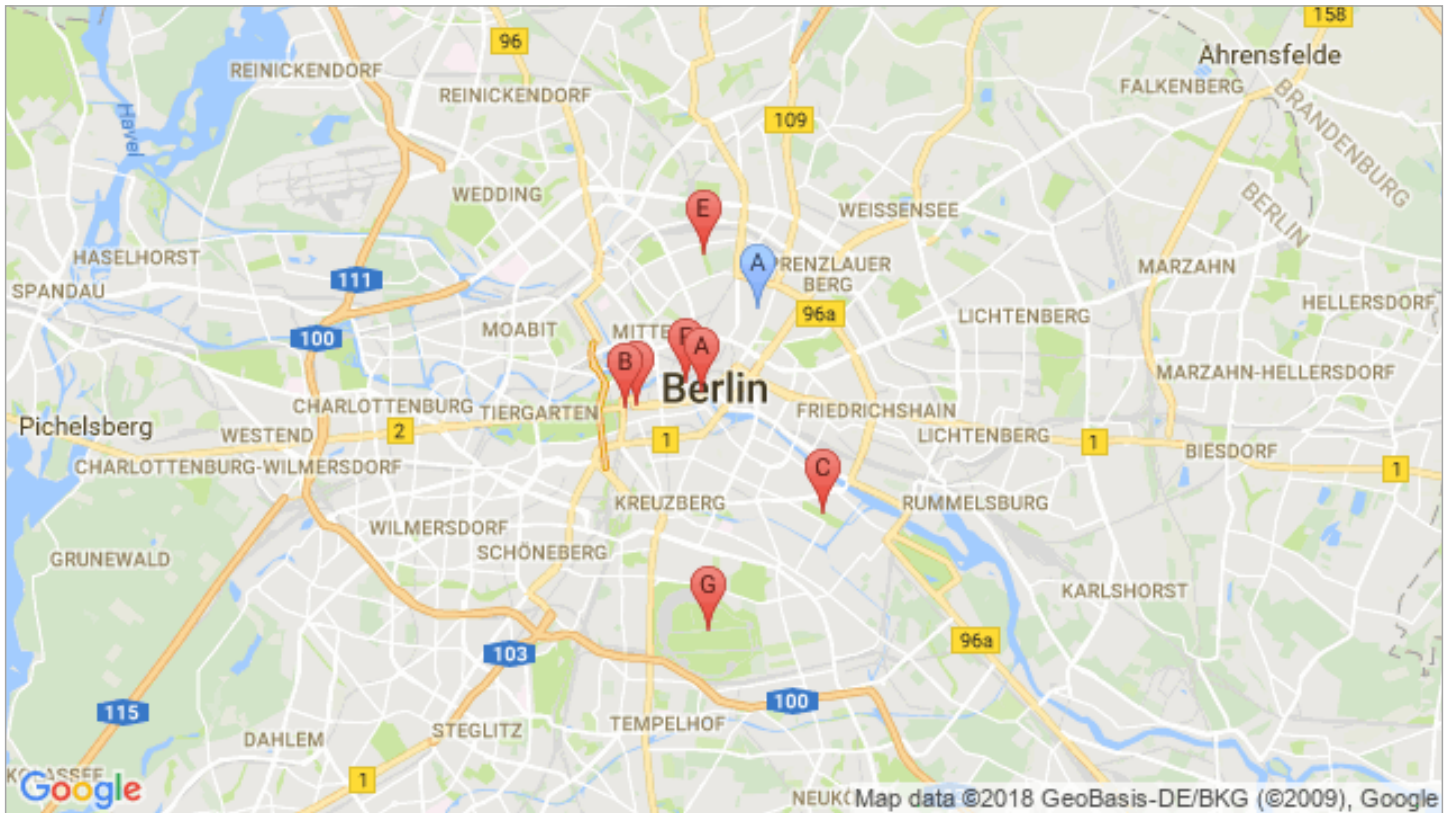 158
Ahrensfelde
96
REINICKENDORF
FALKENBERG
REINICKENDORF
BRANDENBURG
Havel
109
WEDDING
E
WEISSENSEE
BERLIN
HASELHORST
A
PRENZLAUER
BERG
MARZAHN
SPANDAU
111
HELLERSDORF
96a
LICHTENBERG
MOABIT
MITTE
100
F
A
B
Berlin
MARZAHN-HELLERSDORF
CHARLOTTENBURG
TIERGARTEN
FRIEDRICHSHAIN
Pichelsberg
WESTEND
2
1
LICHTENBERG
1
BIESDORF
CHARLOTTENBURG-WILMERSDORF
C
1
KREUZBERG
RUMMELSBURG
WILMERSDORF
SCHÖNEBERG
GRUNEWALD
G
KARLSHORST
96a
103
115
100
STEGLITZ
TEMPELHOF
DAHLEM
1
Google
NEUKÖ
Map data ©2018 GeoBasis-DE/BKG (©2009), Google